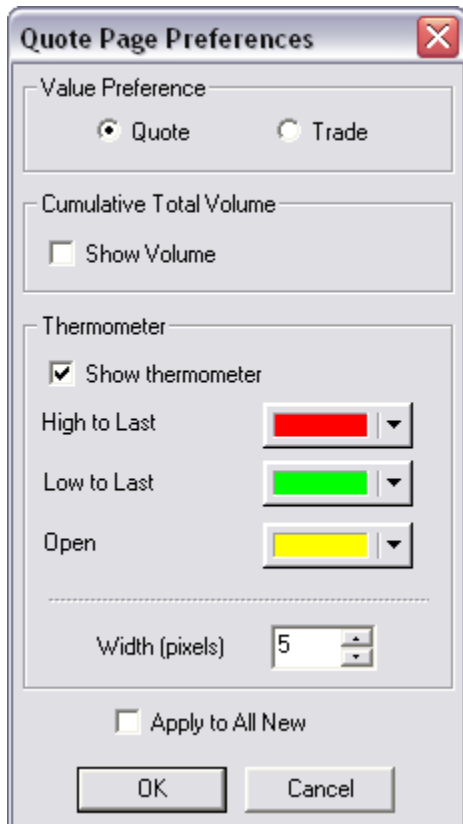 Quote Page Preferences
Value Preference
Quote Trade
Cumulative Total Volume
Show Volume
Thermometer
Show thermometer
High to Last
Low to Last
Open
Width (pixels) 5
Apply to All New
OK Cancel